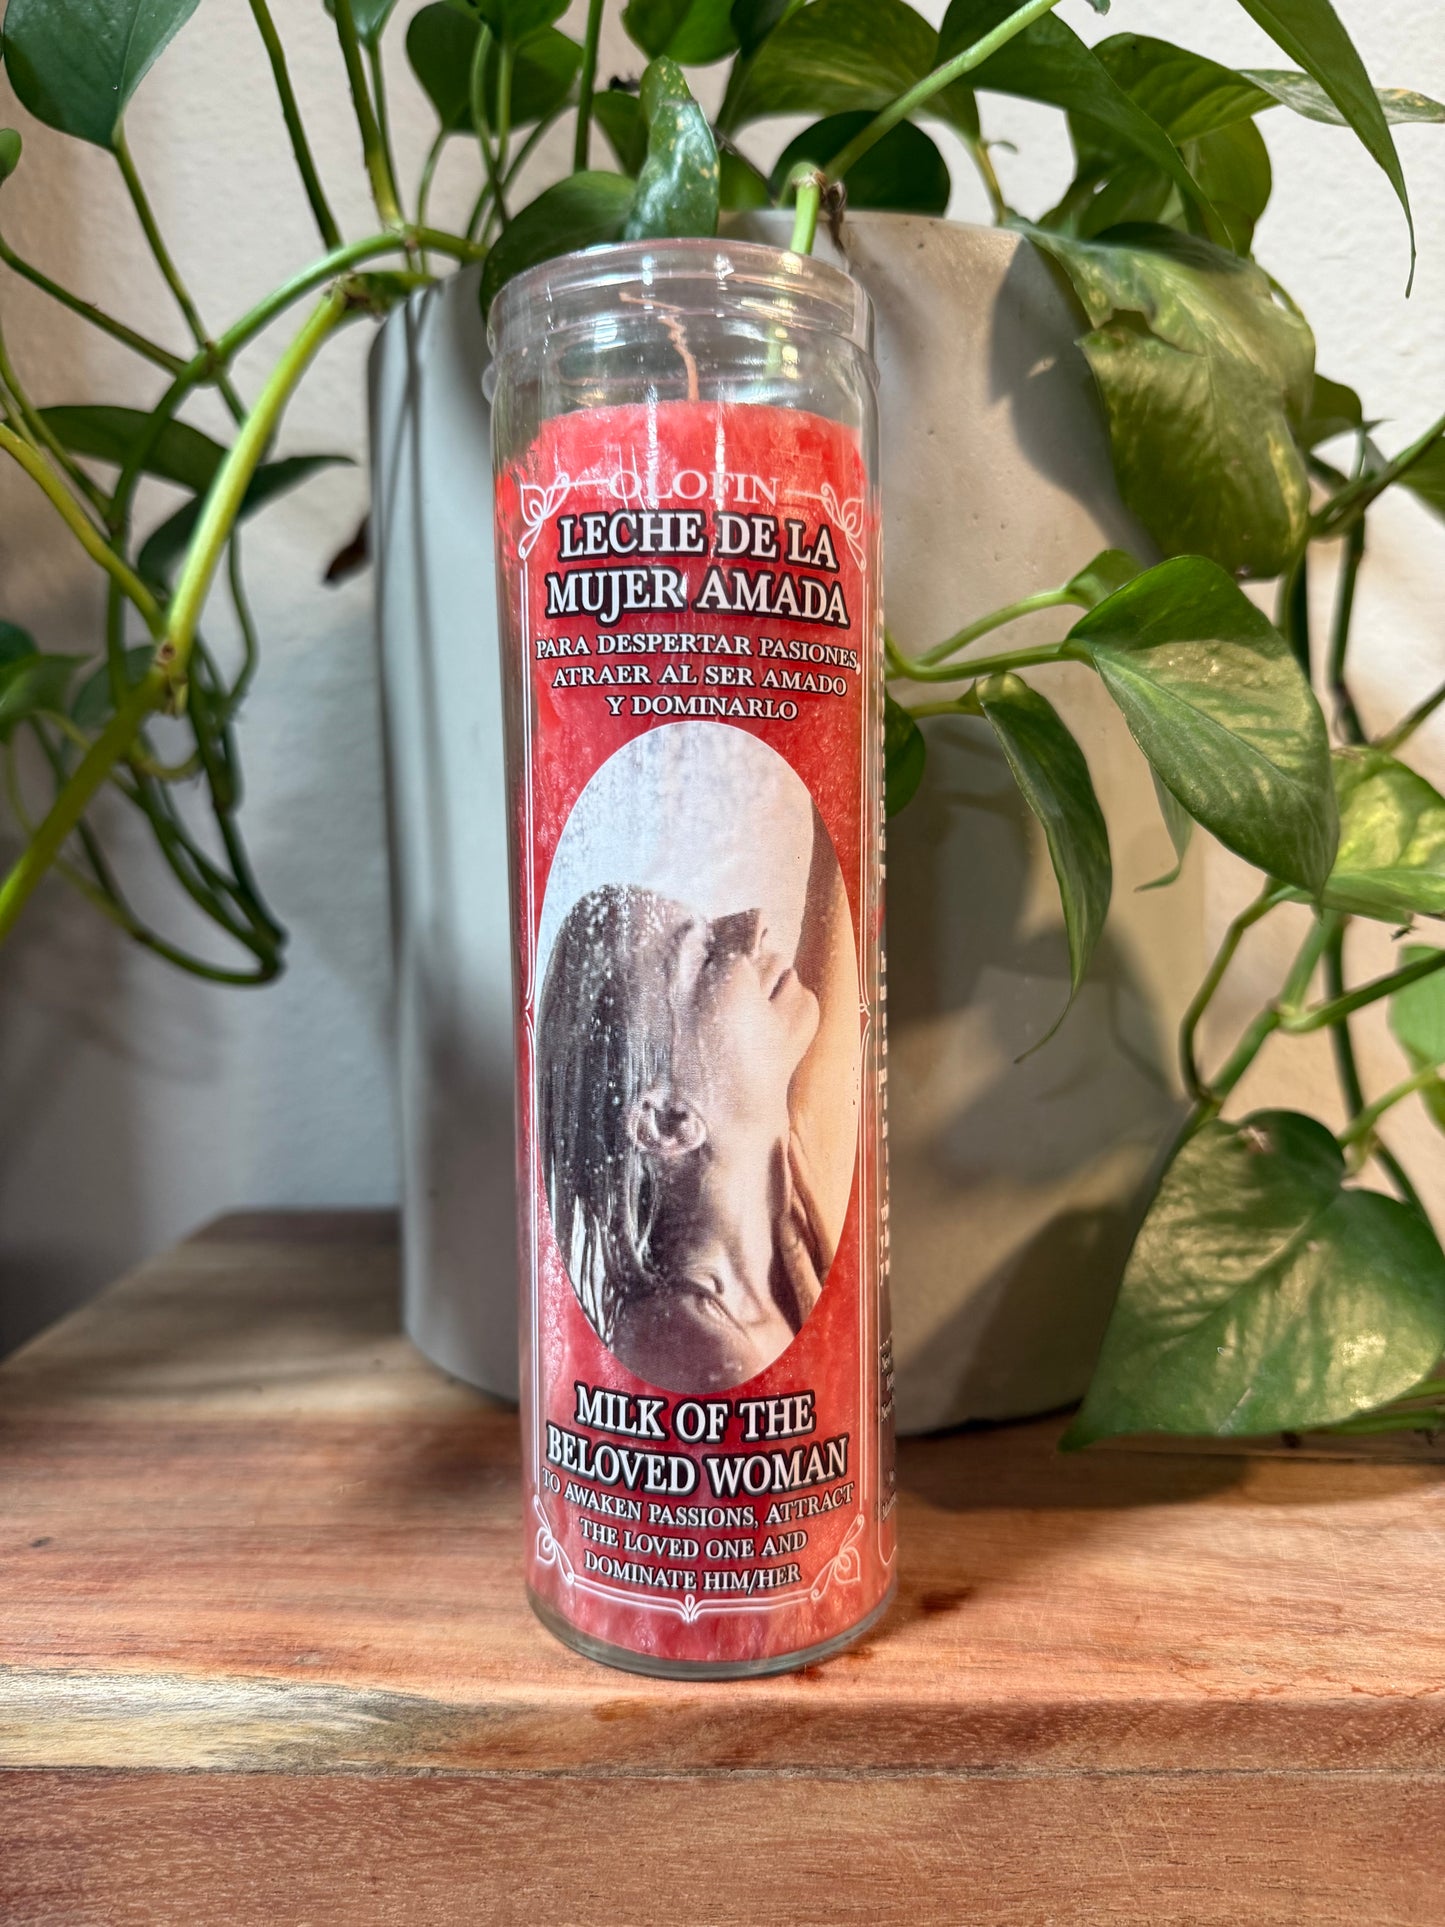 OLOFIN
LECHE DE LA
MUJER AMADA
PARA DESPERTAR PASIONES,
ATRAER AL SER AMADO
Y DOMINARLO
MILK OF THE
BELOVED WOMAN
TO AWAKEN PASSIONS, ATTRACT
THE LOVED ONE AND
DOMINATE HIM/HER